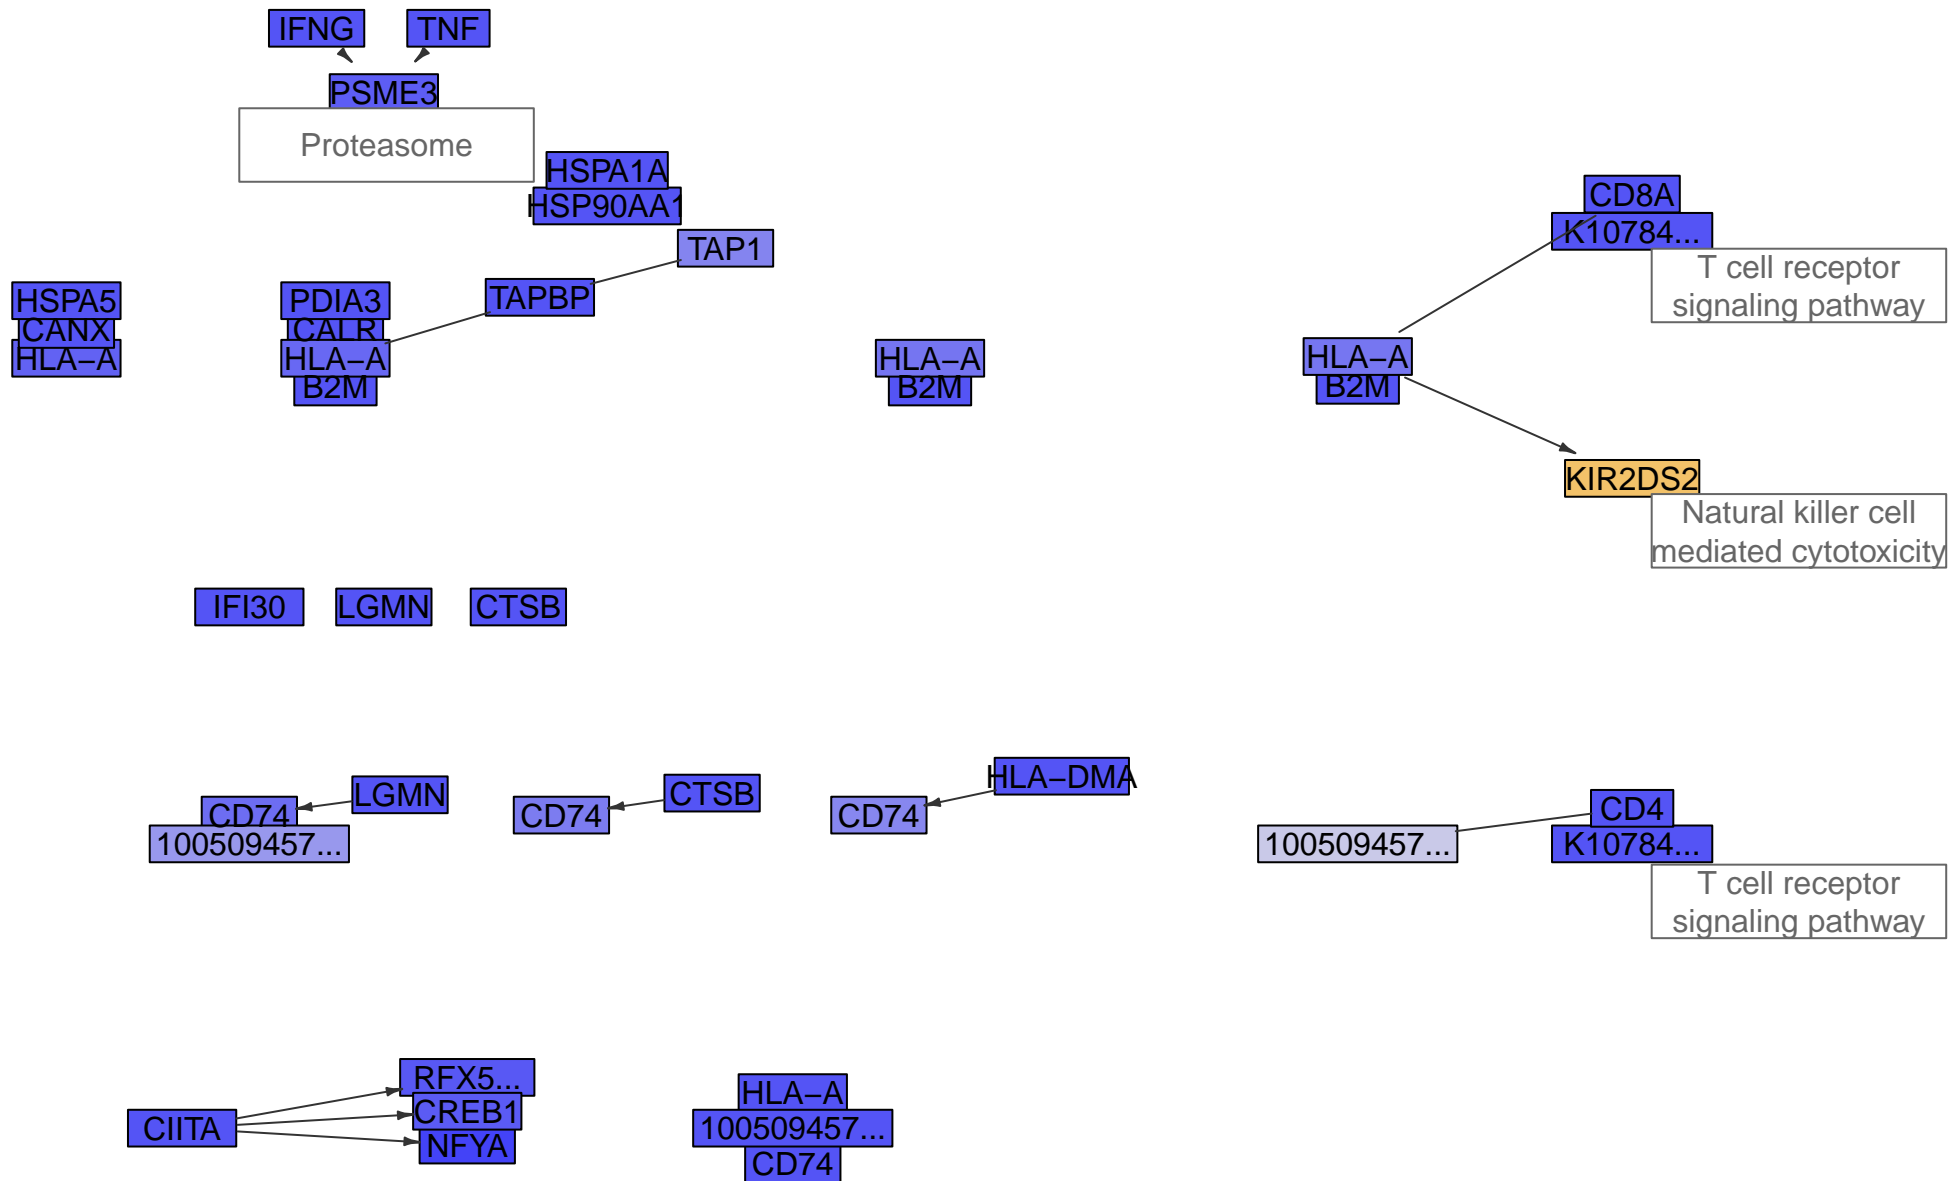 IFNG
TNF
PSME3
Proteasome
HSPA1A
HSP90AA1
TAP1
CD8A
K10784...
T cell receptor
signaling pathway
HSPA5
CANX
HLA–A
PDIA3
CALR
HLA–A
B2M
TAPBP
HLA–A
B2M
HLA–A
B2M
KIR2DS2
Natural killer cell
mediated cytotoxicity
IFI30
LGMN
CTSB
LGMN
CD74
100509457...
CTSB
CD74
HLA–DMA
CD74
CD4
100509457...
K10784...
T cell receptor
signaling pathway
CIITA
RFX5...
CREB1
NFYA
HLA–A
100509457...
CD74